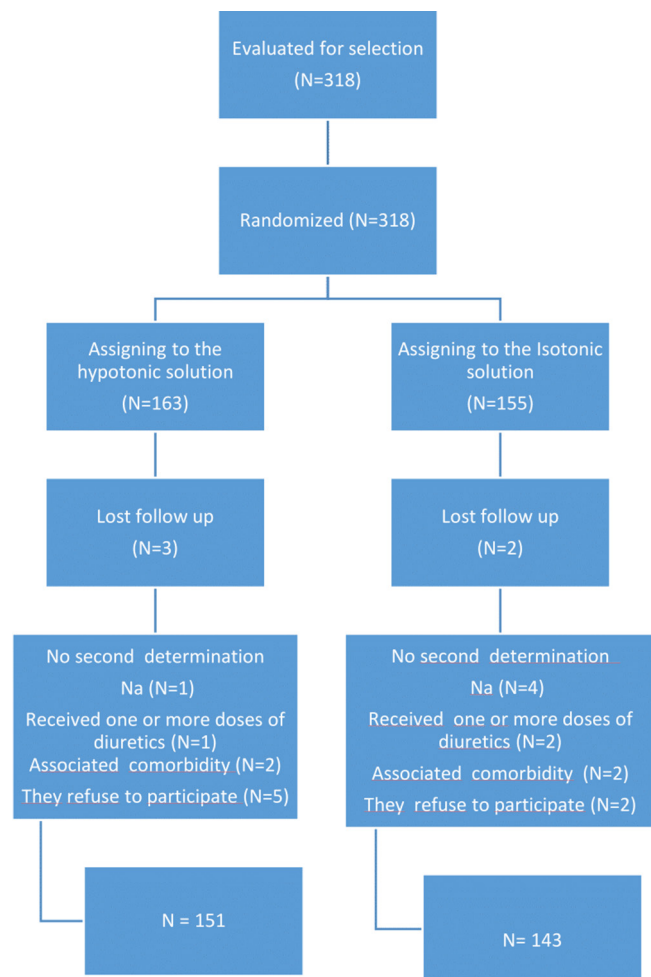 Evaluated for selection
(N=318)
Randomized (N=318)
Assigning to the
hypotonic solution
(N=163)
Assigning to the Isotonic
solution
(N=155)
Lost follow up
(N=3)
Lost follow up
(N=2)
No second determination
Na (N=1)
Received one or more doses of
diuretics (N=1)
Associated comorbidity (N=2)
They refuse to participate (N=5)
No second determination
Na (N=4)
Received one or more doses of
diuretics (N=2)
Associated comorbidity (N=2)
They refuse to participate (N=2)
N = 151
N= 143